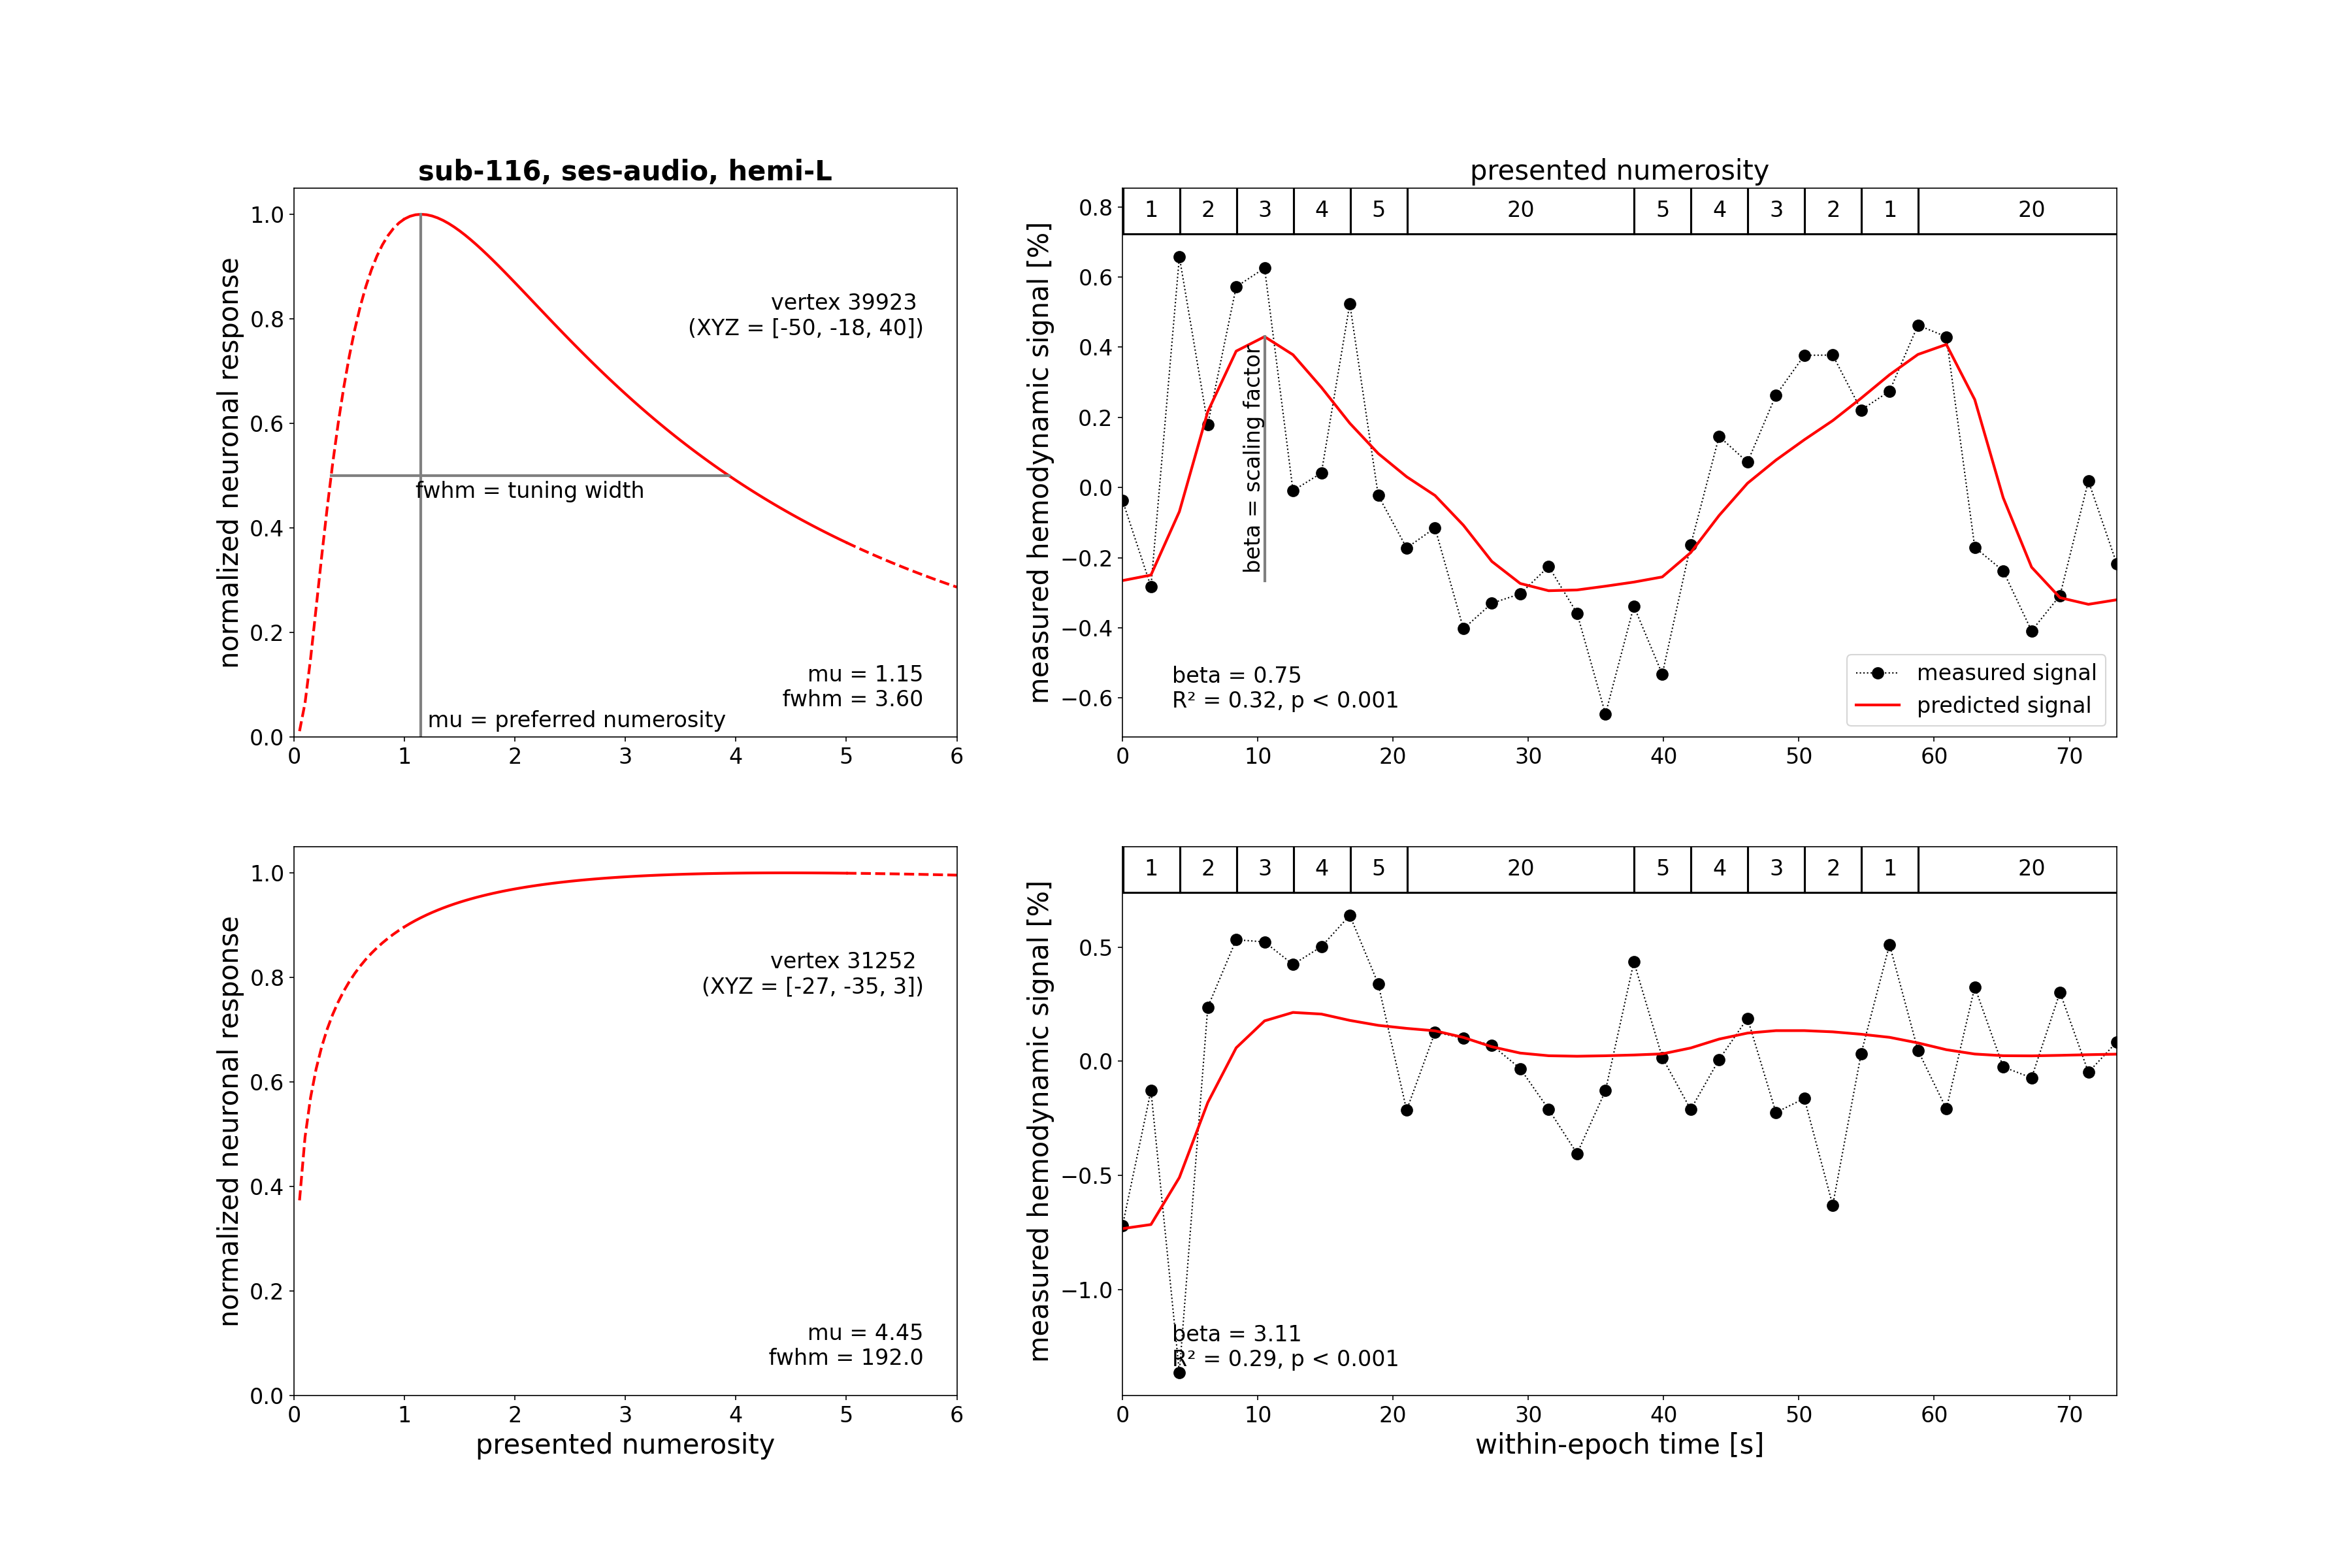 sub-116, ses-audio, hemi-L
normalized neuronal response
1.0
0.8
0.6
0.4
0.2
0.0
vertex 39923
(XYZ = [-50, -18, 40])
fwhm = tuning width
mu = 1.15
fwhm = 3.60
mu = preferred numerosity
0 1 2 3 4 5 6
presented numerosity
measured hemodynamic signal [%]
0.8
0.6
0.4
0.2
0.0
−0.2
−0.4
−0.6
1 2 3 4 5 20 5 4 3 2 1 20
beta = scaling factor
beta = 0.75
R² = 0.32, p < 0.001
measured signal
predicted signal
0 10 20 30 40 50 60 70
normalized neuronal response
1.0
0.8
0.6
0.4
0.2
0.0
vertex 31252
(XYZ = [-27, -35, 3])
mu = 4.45
fwhm = 192.0
0 1 2 3 4 5 6
presented numerosity
measured hemodynamic signal [%]
0.5
0.0
−0.5
−1.0
1 2 3 4 5 20 5 4 3 2 1 20
beta = 3.11
R² = 0.29, p < 0.001
0 10 20 30 40 50 60 70
within-epoch time [s]